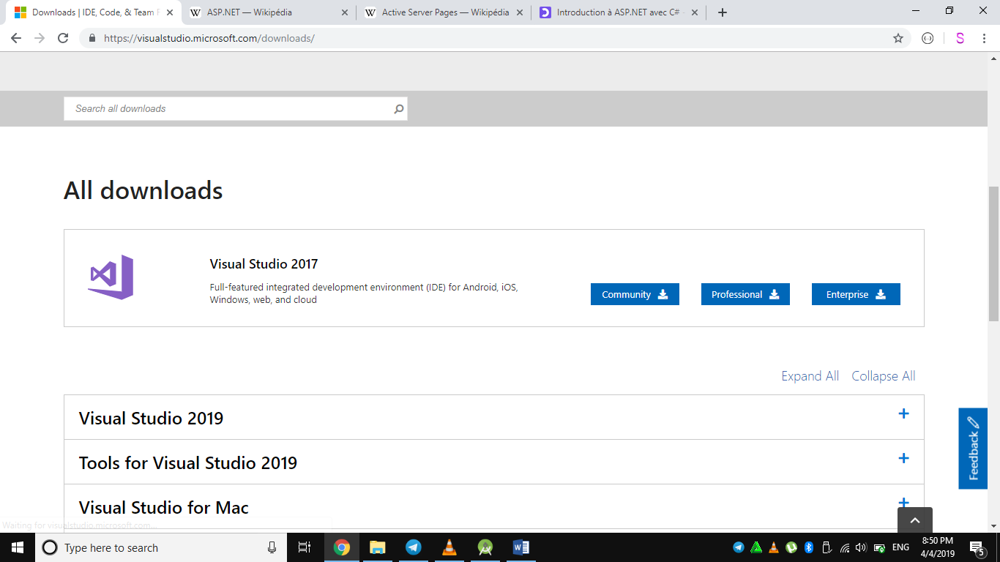 Downloads | IDE, Code, & Team F
ASP.NET — Wikipédia
Active Server Pages — Wikipédia
Introduction à ASP.NET avec C# -
https://visualstudio.microsoft.com/downloads/
S
Search all downloads
All downloads
Visual Studio 2017
Full-featured integrated development environment (IDE) for Android, iOS,
Windows, web, and cloud
Community
Professional
Enterprise
Expand All Collapse All
Visual Studio 2019
Tools for Visual Studio 2019
Visual Studio for Mac
Feedback
Waiting for visualstudio.microsoft.com...
Type here to search
ENG
8:50 PM
4/4/2019
5